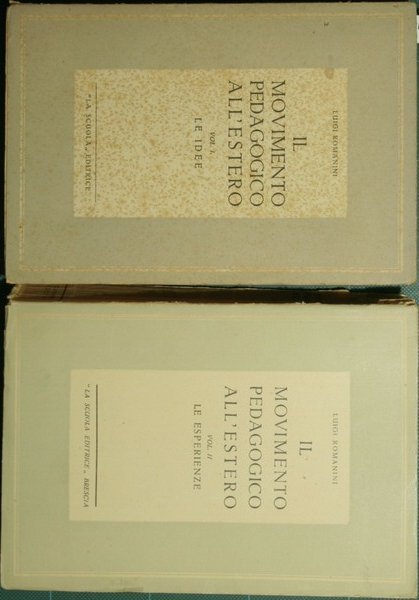 LUIGI ROMANINI
IL
MOVIMENTO
PEDAGOGICO
ALL'ESTERO
VOL. I.
LE IDEE
"LA SCUOLA„ EDITRICE
LUIGI ROMANINI
IL
MOVIMENTO
PEDAGOGICO
ALL'ESTERO
VOL. II
LE ESPERIENZE
"LA SCUOLA EDITRICE„ BRESCIA